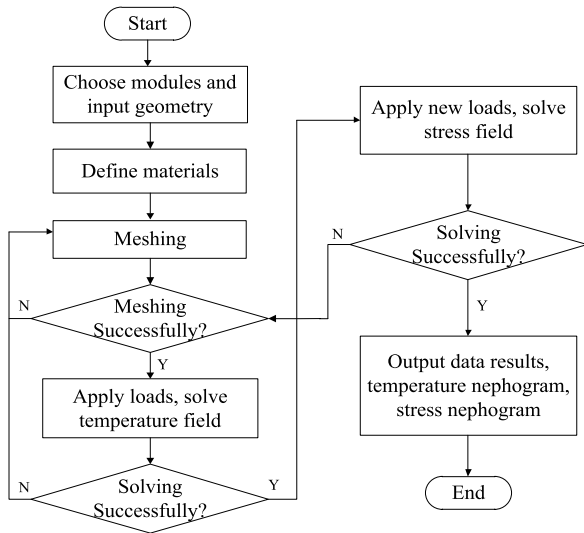 Start
Choose modules and
input geometry
Define materials
Meshing
N
Meshing
Successfully?
Y
Apply loads, solve
temperature field
N
Solving
Successfully?
Y
Apply new loads, solve
stress field
N
Solving
Successfully?
Y
Output data results,
temperature nephogram,
stress nephogram
End